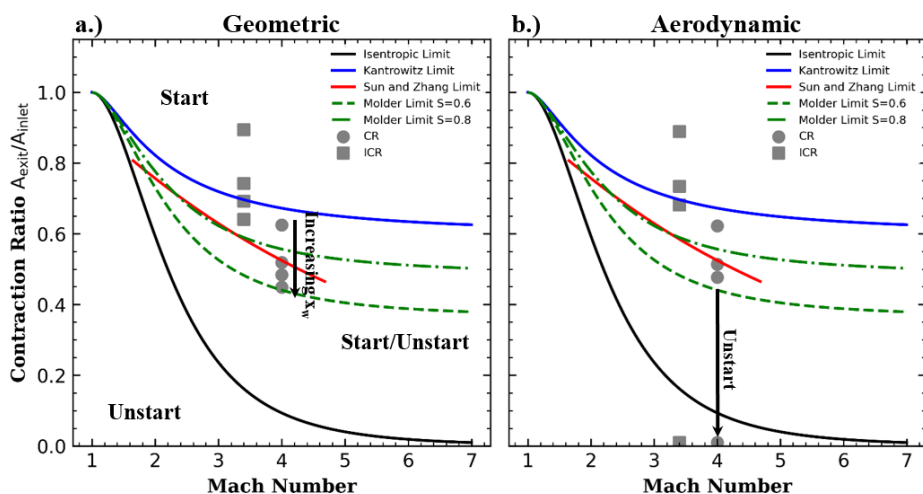 a.) Geometric
Contraction Ratio A_exit/A_inlet
1.0
0.8
0.6
0.4
0.2
0.0
Isentropic Limit
Kantrowitz Limit
Sun and Zhang Limit
Molder Limit S=0.6
Molder Limit S=0.8
CR
ICR
Start
Increasing x_w
Start/Unstart
Unstart
1 2 3 4 5 6 7
Mach Number
b.) Aerodynamic
Isentropic Limit
Kantrowitz Limit
Sun and Zhang Limit
Molder Limit S=0.6
Molder Limit S=0.8
CR
ICR
Unstart
1 2 3 4 5 6 7
Mach Number